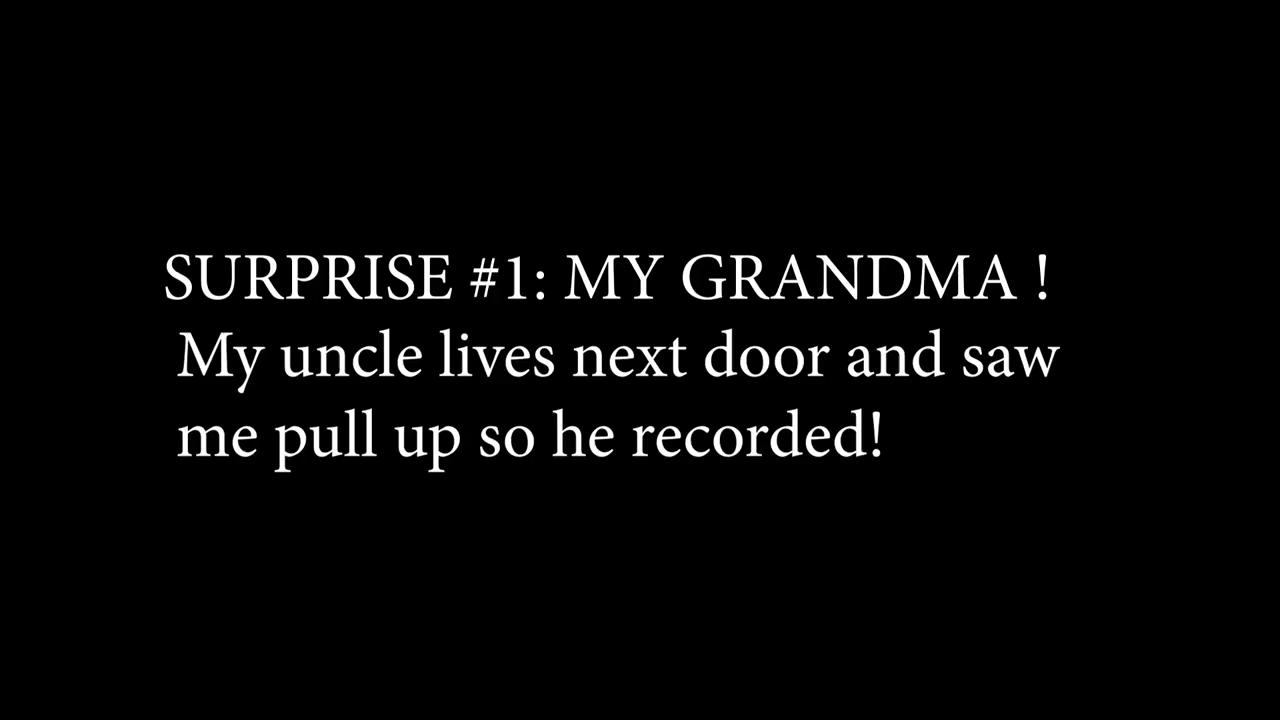 SURPRISE #1: MY GRANDMA !
My uncle lives next door and saw
me pull up so he recorded!